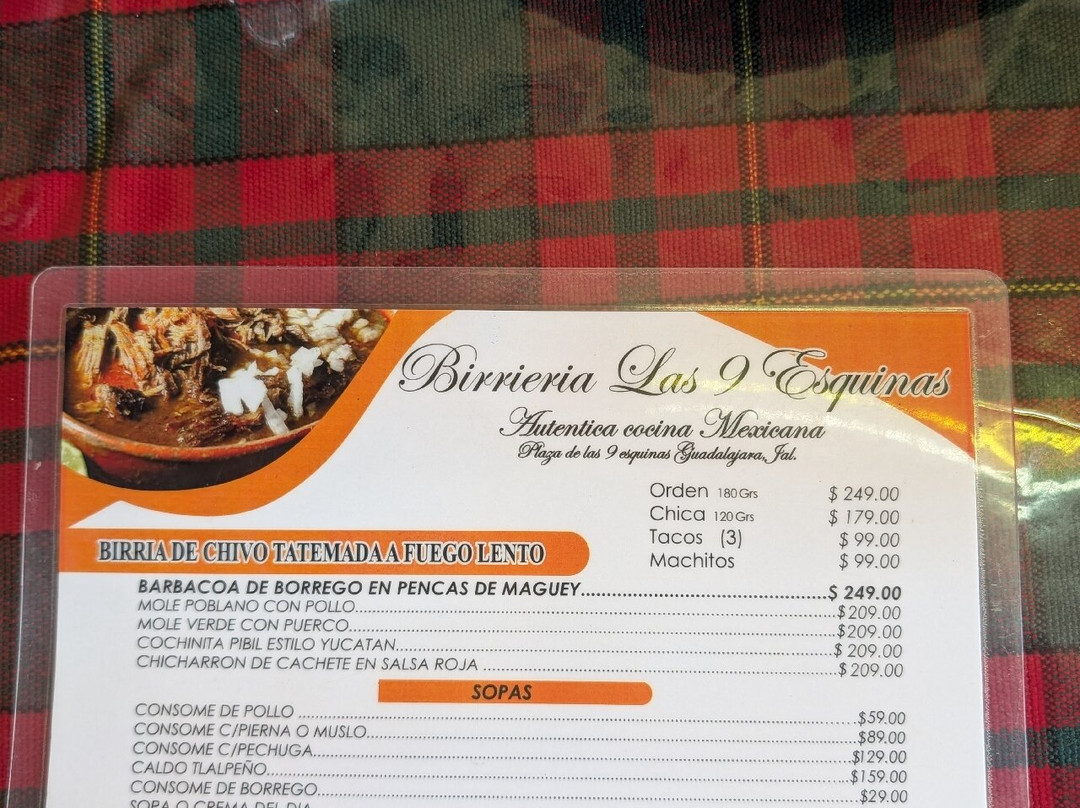 Birrieria Las 9 Esquinas
Autentica cocina Mexicana
Plaza de las 9 esquinas Guadalajara, Jal.
Orden 180 Grs $ 249.00
Chica 120 Grs $ 179.00
Tacos (3) $ 99.00
Machitos $ 99.00
BIRRIA DE CHIVO TATEMADA A FUEGO LENTO
BARBACOA DE BORREGO EN PENCAS DE MAGUEY $ 249.00
MOLE POBLANO CON POLLO $209.00
MOLE VERDE CON PUERCO $209.00
COCHINITA PIBIL ESTILO YUCATAN $ 209.00
CHICHARRON DE CACHETE EN SALSA ROJA $ 209.00
SOPAS
CONSOME DE POLLO $59.00
CONSOME C/PIERNA O MUSLO $89.00
CONSOME C/PECHUGA $129.00
CALDO TLALPEÑO $159.00
CONSOME DE BORREGO $29.00
SOPA O CREMA DEL DIA